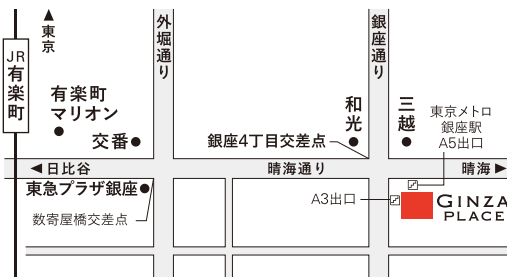 東京
JR
有楽町
外堀通り
銀座通り
有楽町
マリオン
交番
和光
三越
東京メトロ
銀座駅
A5出口
銀座4丁目交差点
日比谷
晴海通り
晴海
東急プラザ銀座
数寄屋橋交差点
A3出口
GINZA
PLACE